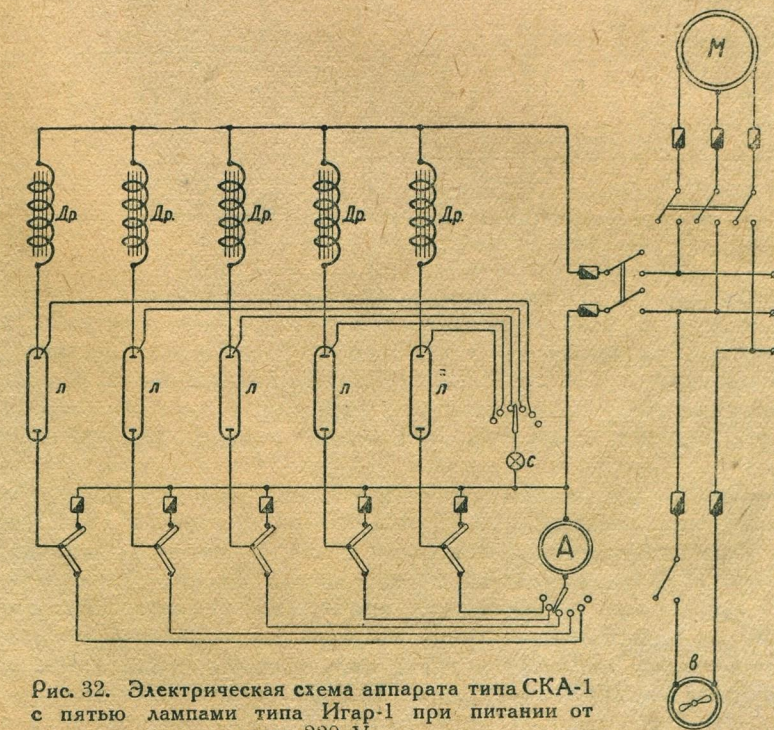 М
Др.
Др.
Др.
Др.
Др.
л
л
л
л
л
с
А
в
Рис. 32. Электрическая схема аппарата типа СКА-1
с пятью лампами типа Игар-1 при питании от